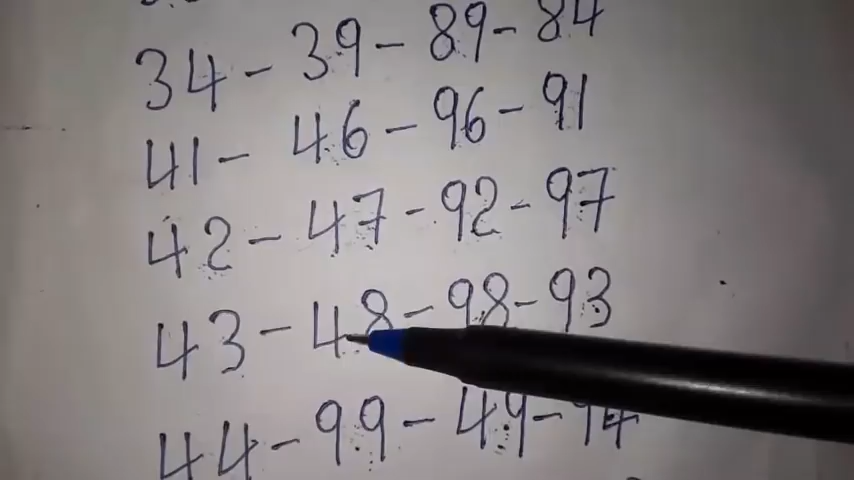 34 - 39 - 89 - 84
41 - 46 - 96 - 91
42 - 47 - 92 - 97
43 - 48 - 98 - 93
44 - 99 - 49 - 94